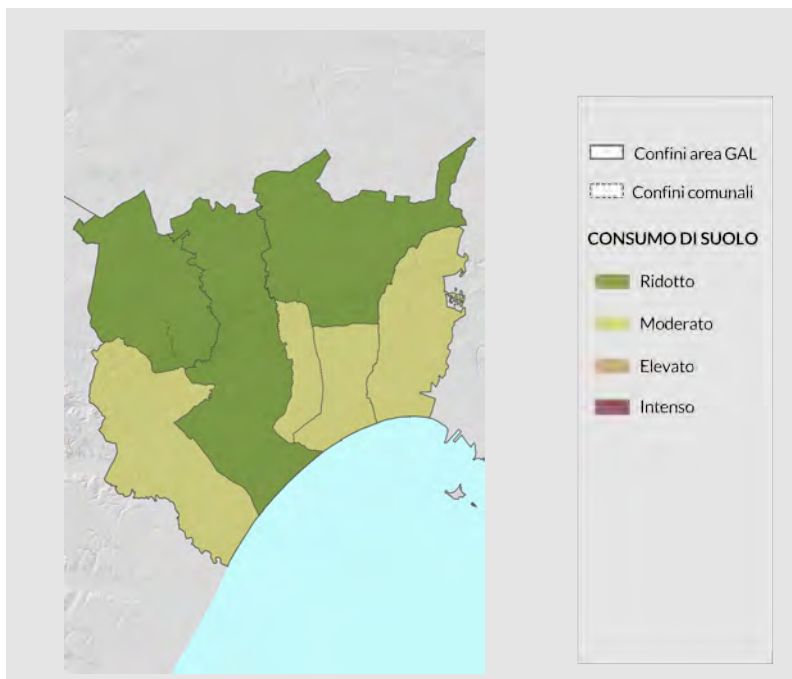 Confini area GAL
Confini comunali
CONSUMO DI SUOLO
Ridotto
Moderato
Elevato
Intenso